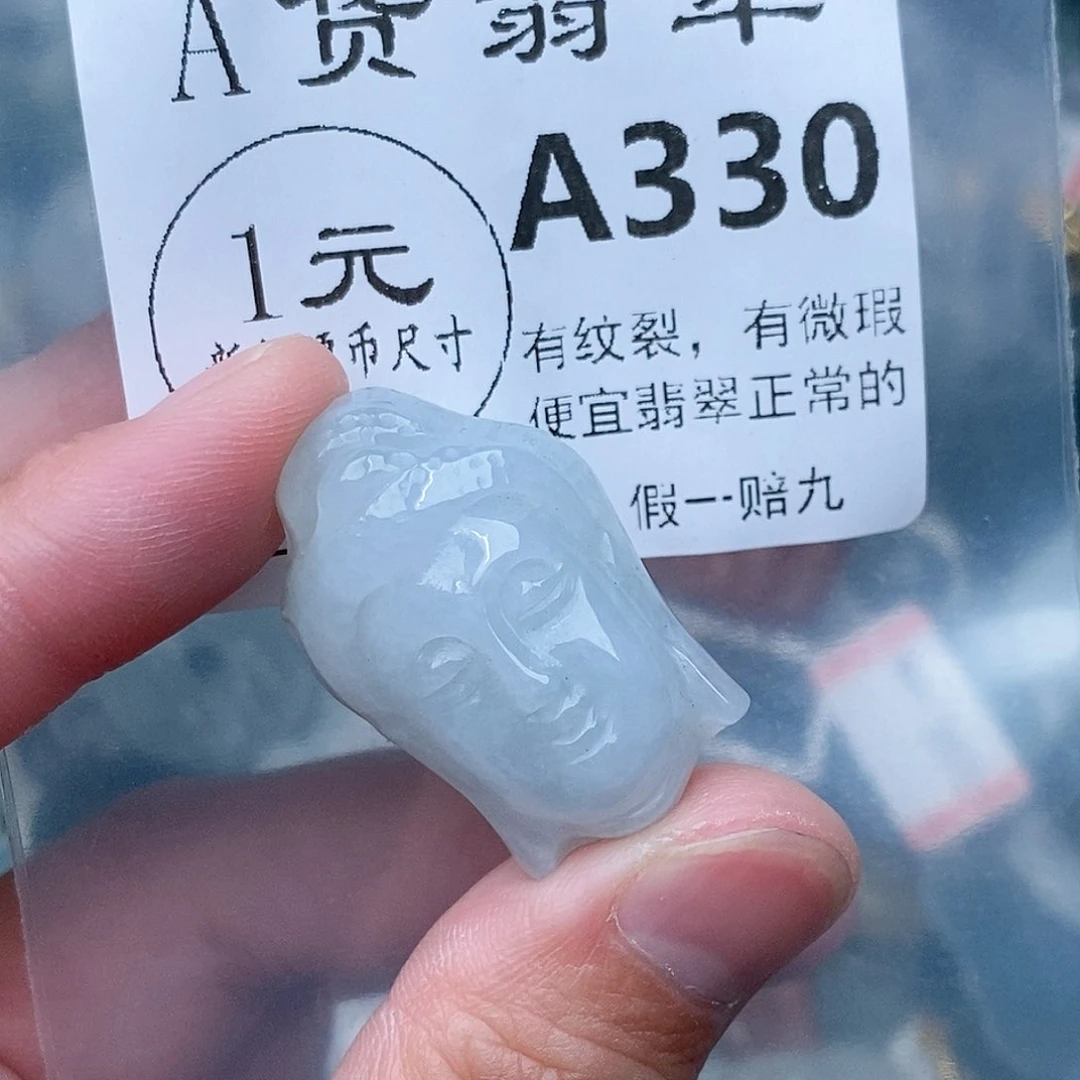 A货翡翠
A330
1元
硬币尺寸
有纹裂，有微瑕
便宜翡翠正常的
假一赔九